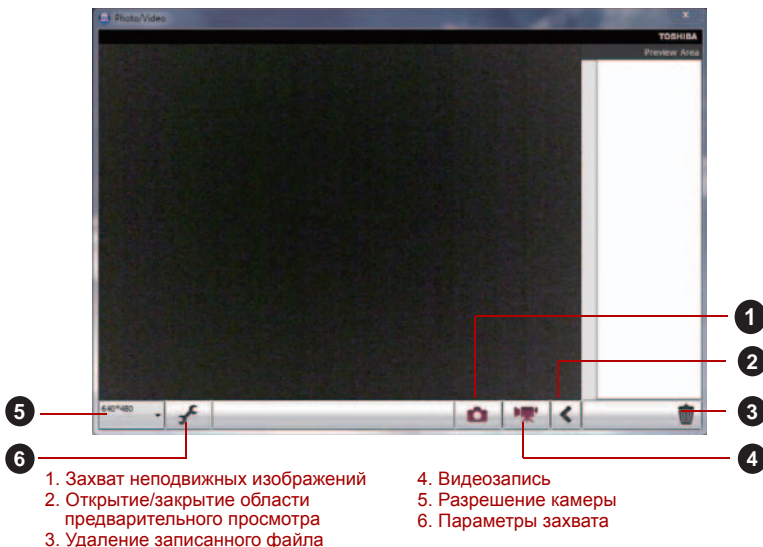 Photo/Video
TOSHIBA
Preview Area
1
2
640*480
5
3
6
4
1. Захват неподвижных изображений
2. Открытие/закрытие области
предварительного просмотра
3. Удаление записанного файла
4. Видеозапись
5. Разрешение камеры
6. Параметры захвата